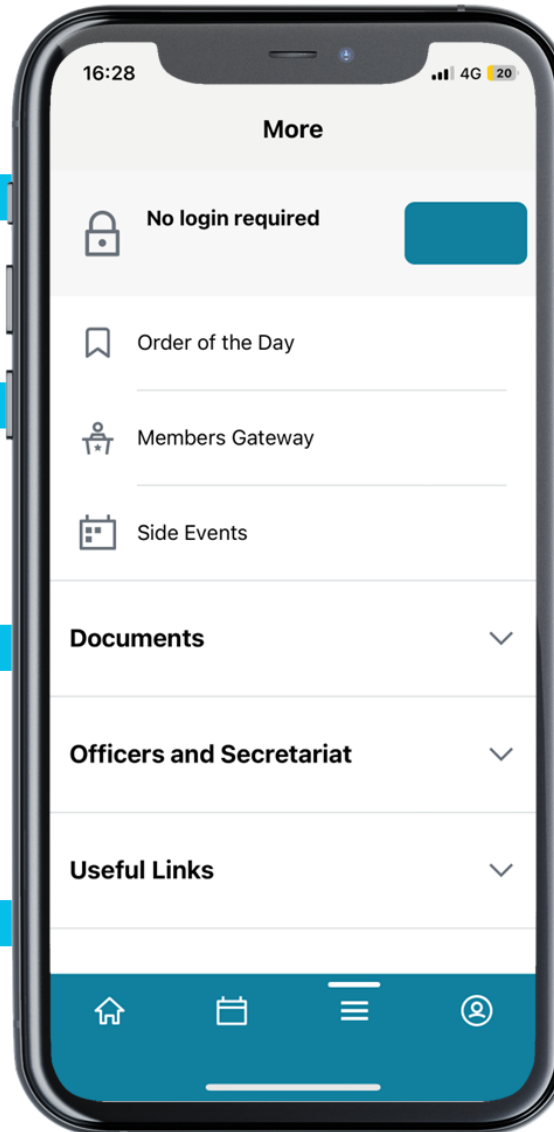 16:28
4G 20
More
No login required
Order of the Day
Members Gateway
Side Events
Documents
Officers and Secretariat
Useful Links